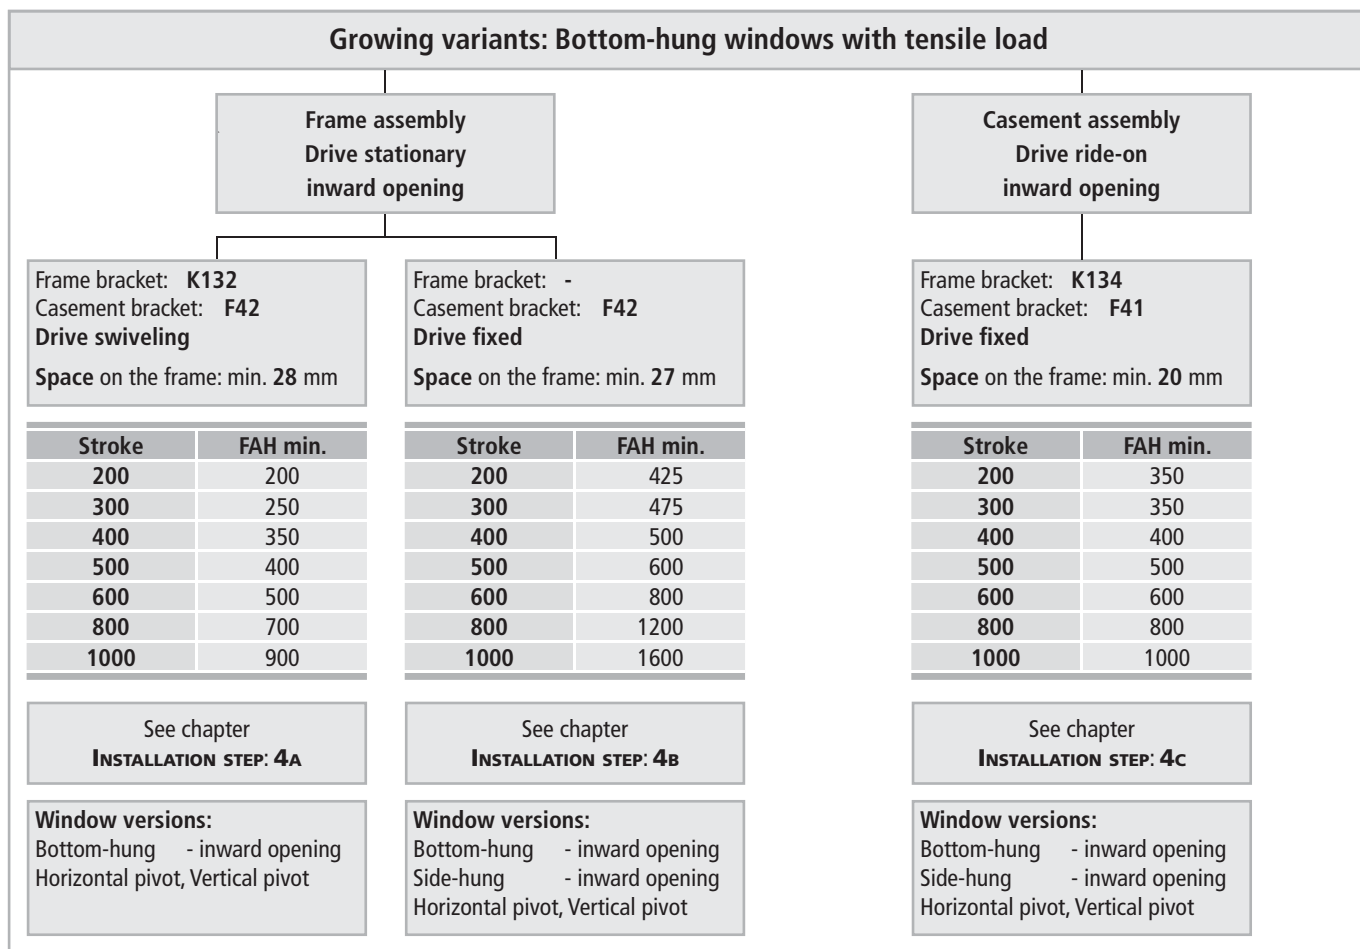 Growing variants: Bottom-hung windows with tensile load
Frame assembly
Drive stationary
inward opening
Casement assembly
Drive ride-on
inward opening
Frame bracket: K132
Casement bracket: F42
Drive swiveling
Space on the frame: min. 28 mm
Frame bracket: -
Casement bracket: F42
Drive fixed
Space on the frame: min. 27 mm
Frame bracket: K134
Casement bracket: F41
Drive fixed
Space on the frame: min. 20 mm
Stroke FAH min.
200 200
300 250
400 350
500 400
600 500
800 700
1000 900
Stroke FAH min.
200 425
300 475
400 500
500 600
600 800
800 1200
1000 1600
Stroke FAH min.
200 350
300 350
400 400
500 500
600 600
800 800
1000 1000
See chapter
INSTALLATION STEP: 4A
See chapter
INSTALLATION STEP: 4B
See chapter
INSTALLATION STEP: 4C
Window versions:
Bottom-hung - inward opening
Horizontal pivot, Vertical pivot
Window versions:
Bottom-hung - inward opening
Side-hung - inward opening
Horizontal pivot, Vertical pivot
Window versions:
Bottom-hung - inward opening
Side-hung - inward opening
Horizontal pivot, Vertical pivot